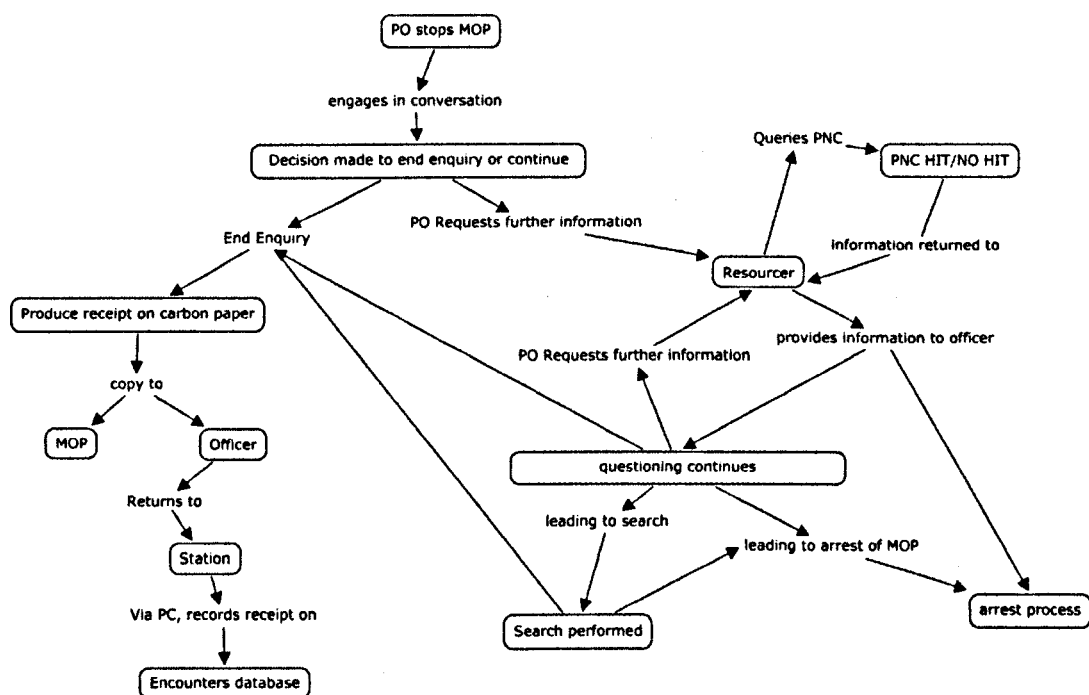 PO stops MOP
engages in conversation
Decision made to end enquiry or continue
Queries PNC
PNC HIT/NO HIT
PO Requests further information
End Enquiry
Information returned to
Resourcer
Produce receipt on carbon paper
PO Requests further information
provides information to officer
copy to
MOP
Officer
questioning continues
Returns to
leading to search
leading to arrest of MOP
Station
Via PC, records receipt on
Search performed
arrest process
Encounters database